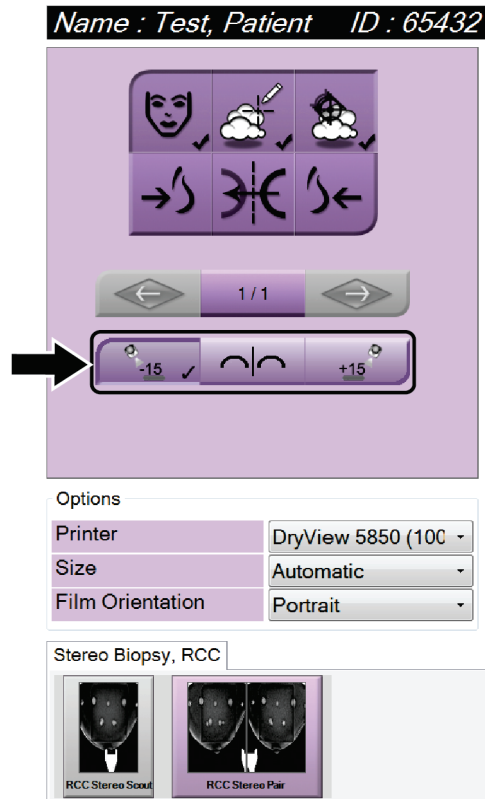 Name : Test, Patient ID : 65432
1 / 1
-15 +15
Options
Printer DryView 5850 (100
Size Automatic
Film Orientation Portrait
Stereo Biopsy, RCC
RCC Stereo Scout RCC Stereo Pair